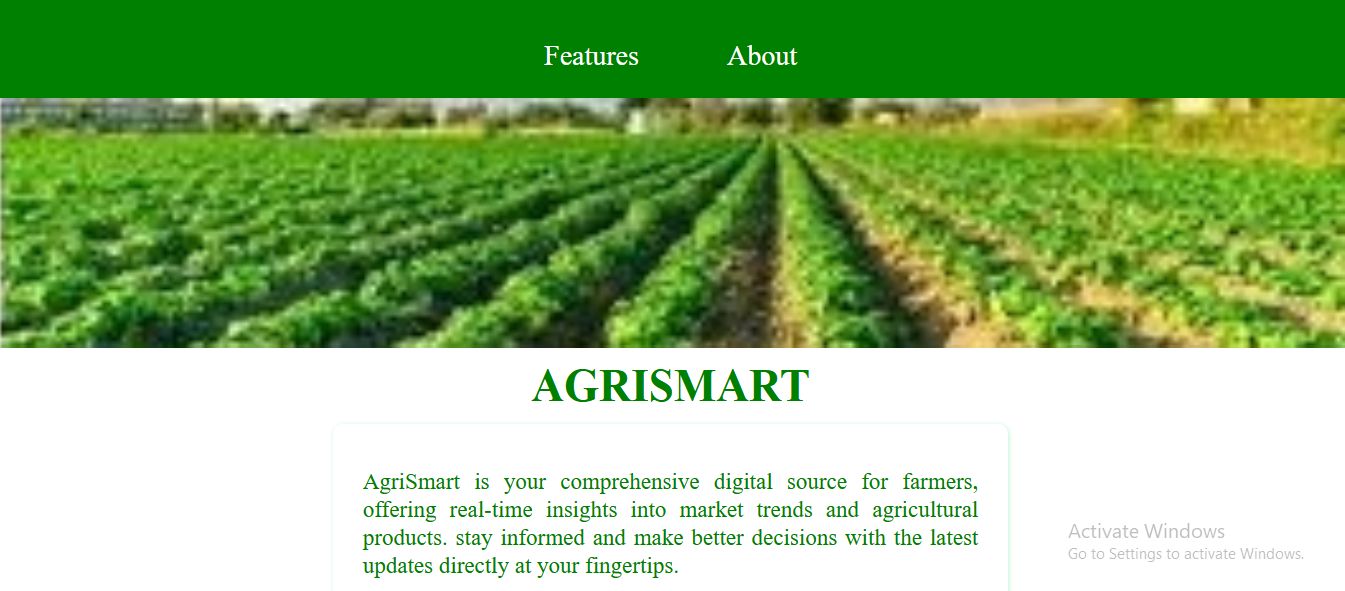 Features About
AGRISMART
AgriSmart is your comprehensive digital source for farmers,
offering real-time insights into market trends and agricultural
products. stay informed and make better decisions with the latest
updates directly at your fingertips.
Activate Windows
Go to Settings to activate Windows.